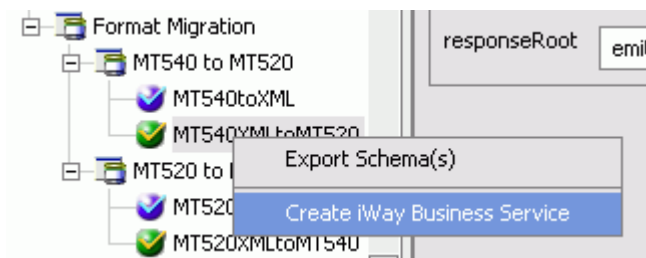 Format Migration
MT540 to MT520
MT540toXML
MT540XMLtoMT520
MT520 to
MT520
MT520XMLtoMT540
responseRoot
Export Schema(s)
Create iWay Business Service